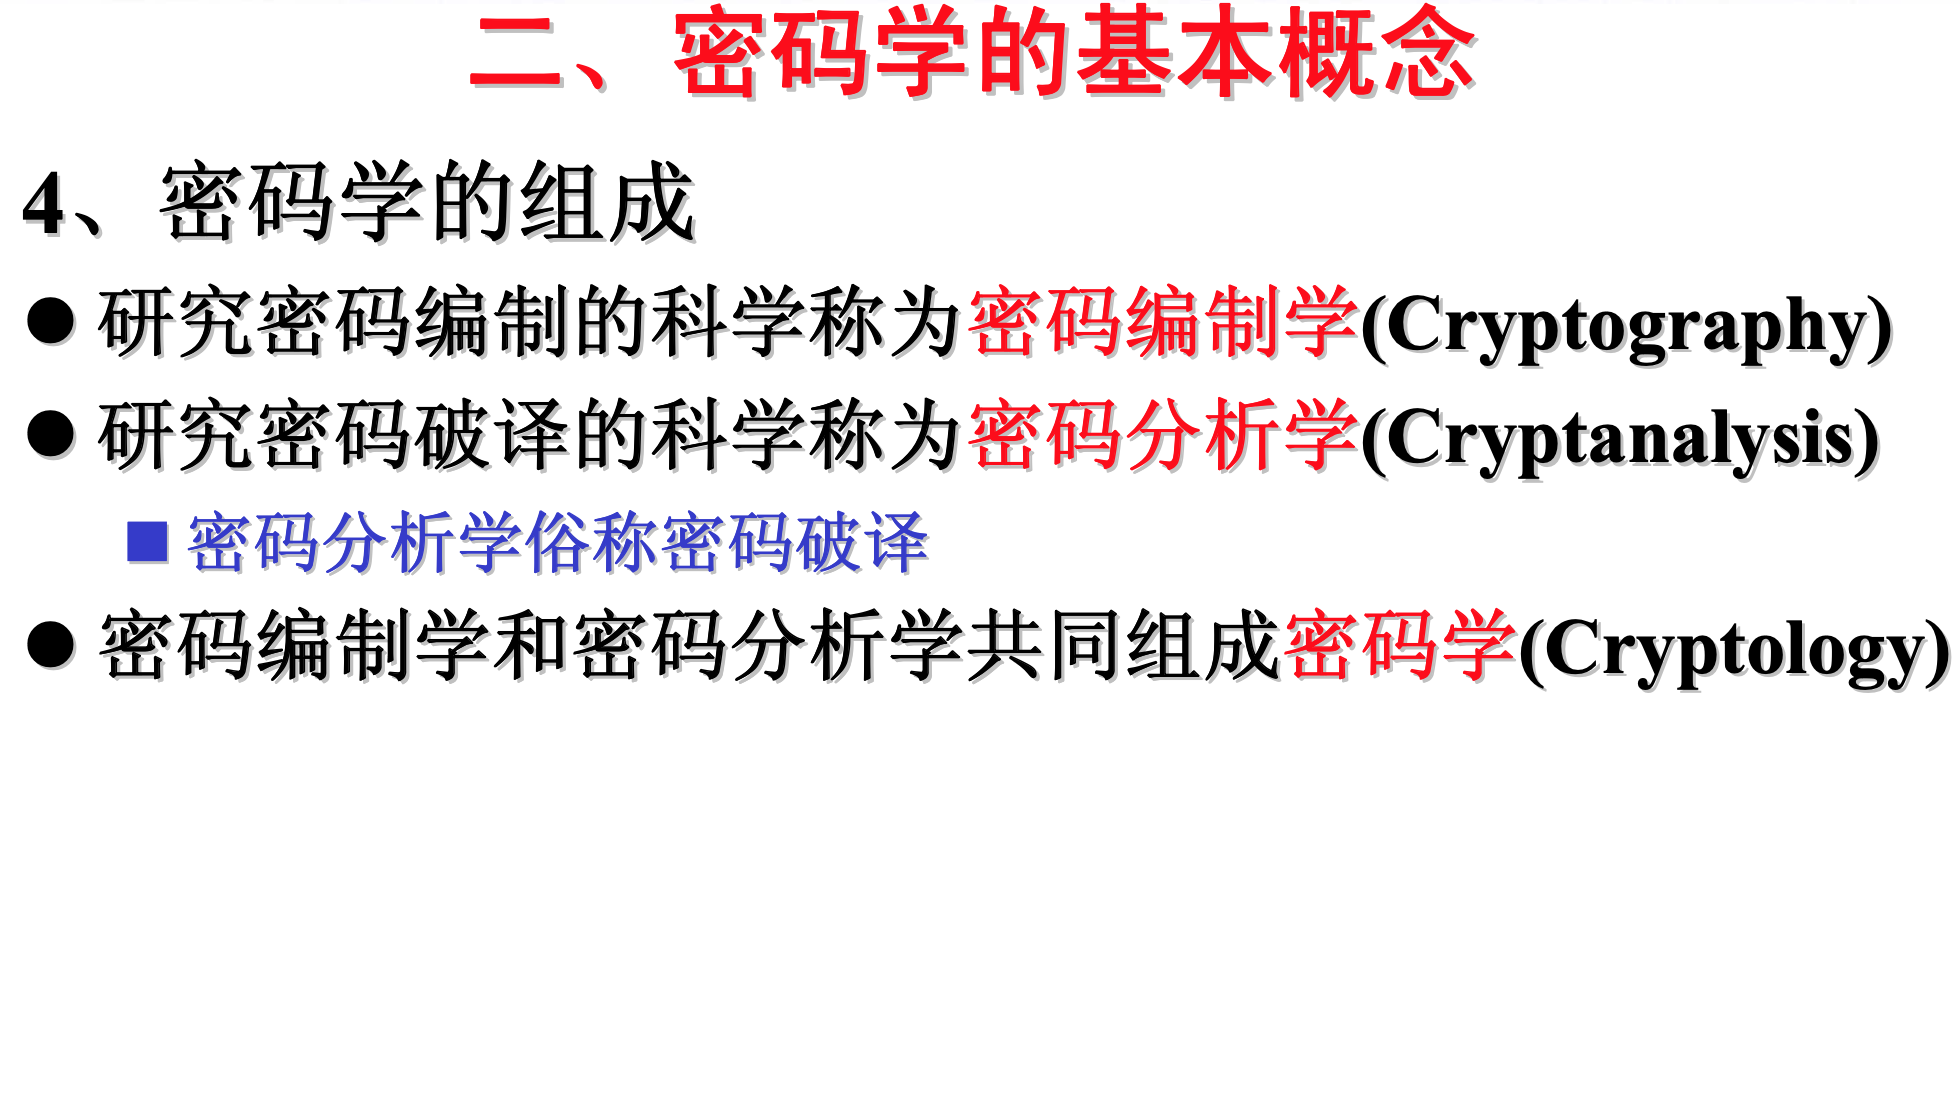 二、密码学的基本概念
4、密码学的组成
● 研究密码编制的科学称为密码编制学(Cryptography)
● 研究密码破译的科学称为密码分析学(Cryptanalysis)
■ 密码分析学俗称密码破译
● 密码编制学和密码分析学共同组成密码学(Cryptology)